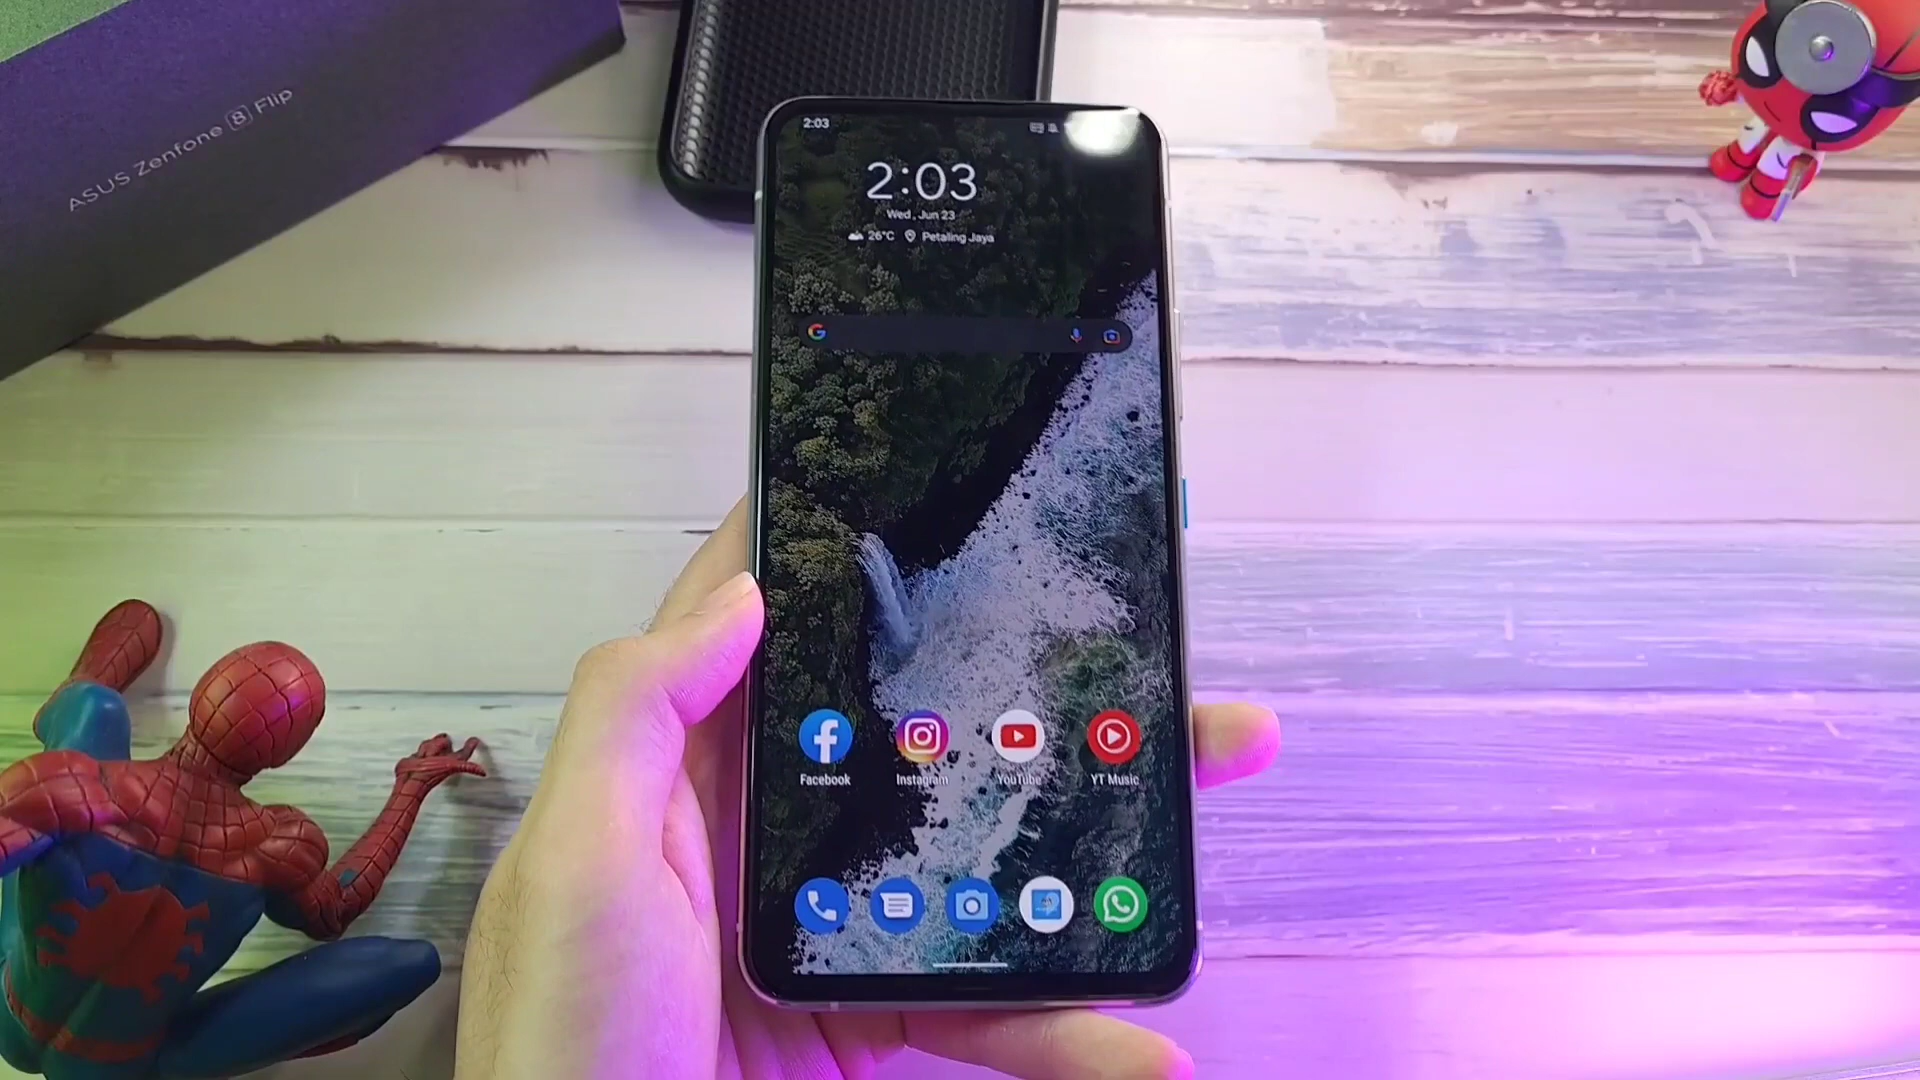 ASUS Zenfone 8 Flip
2:03
2:03
Wed, Jun 23
26°C Petaling Jaya
Facebook Instagram YouTube YT Music